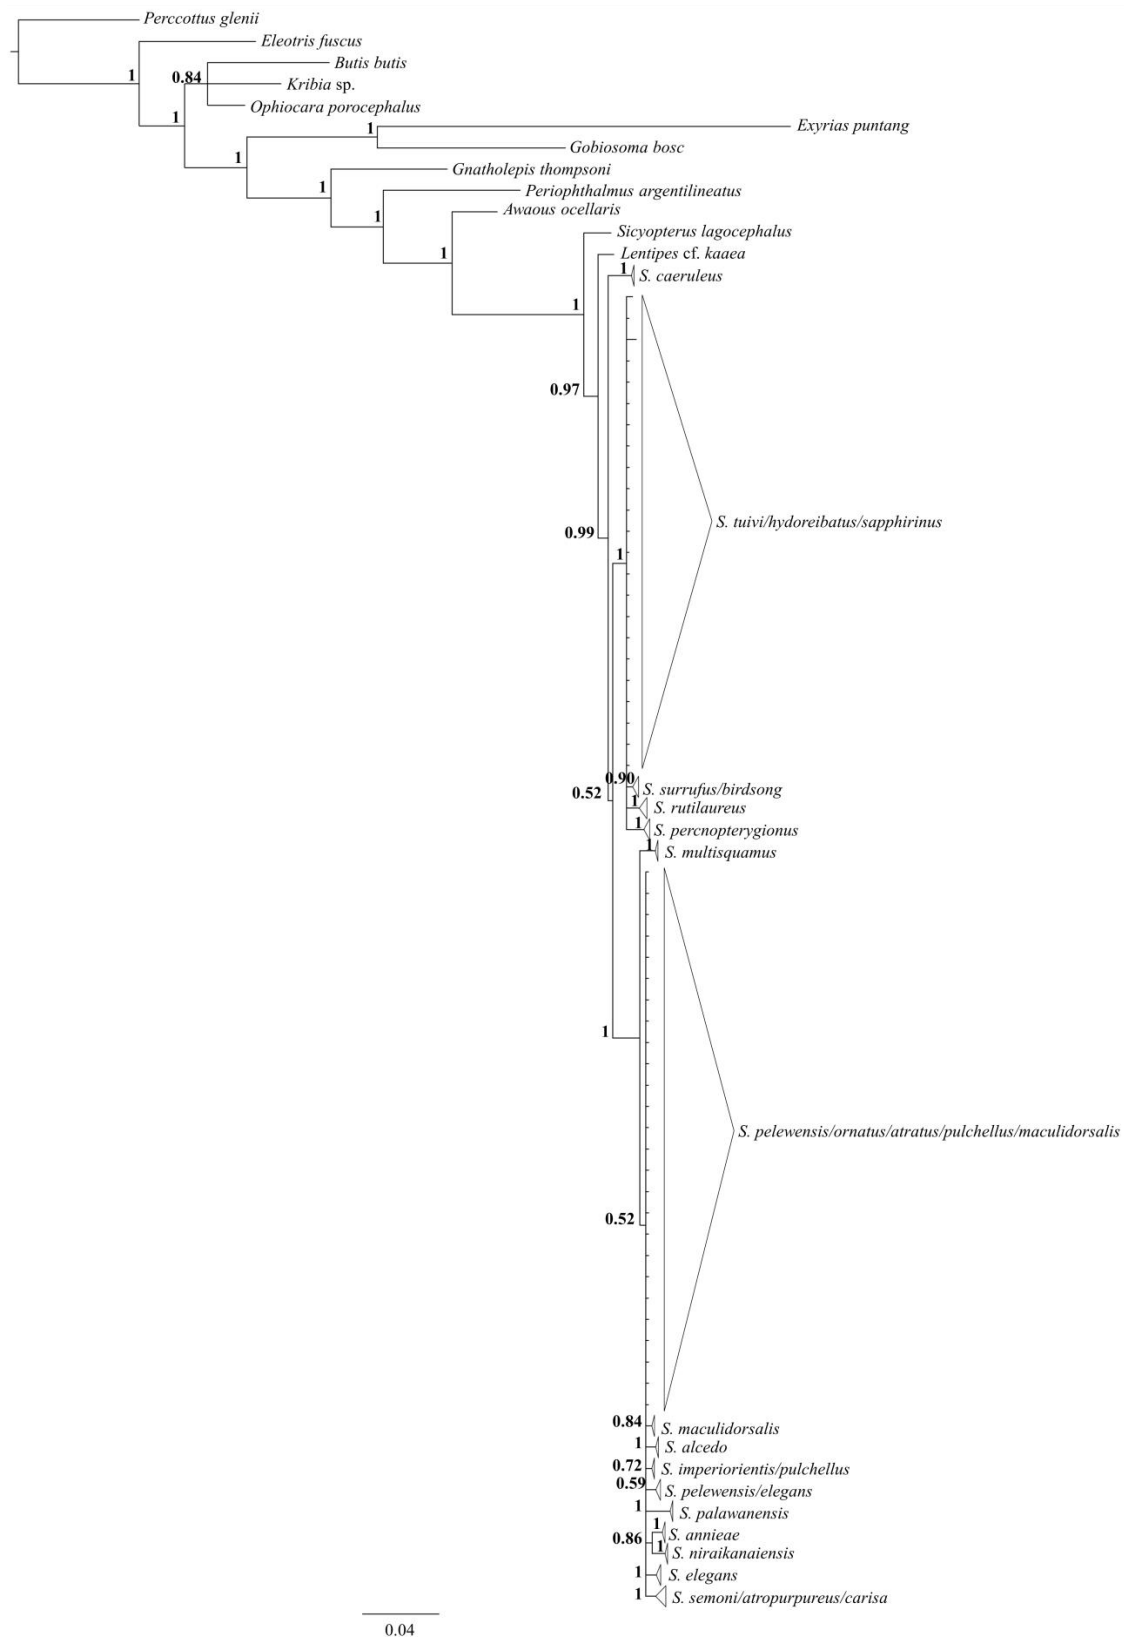 Perccottus glenii
Eleotris fuscus
Butis butis
1
0.84
Kribia sp.
Ophiocara porocephalus
1
1
Exyrias puntang
Gobiosoma bosc
1
Gnatholepis thompsoni
1
Periophthalmus argentilineatus
Awaous ocellaris
1
Sicyopterus lagocephalus
1
Lentipes cf. kaaea
1
S. caeruleus
1
0.97
S. tuivi/hydoreibatus/sapphirinus
0.99
1
0.90
S. surrufus/birdsong
0.52
1
S. rutilaureus
1
S. percnopterygionus
1
S. multisquamus
1
S. pelewensis/ornatus/atratus/pulchellus/maculidorsalis
0.52
0.84
S. maculidorsalis
1
S. alcedo
0.72
S. imperiorientis/pulchellus
0.59
S. pelewensis/elegans
1
S. palawanensis
1
S. annieae
0.86
1
S. niraikanaiensis
1
S. elegans
1
S. semoni/atropurpureus/carisa
0.04